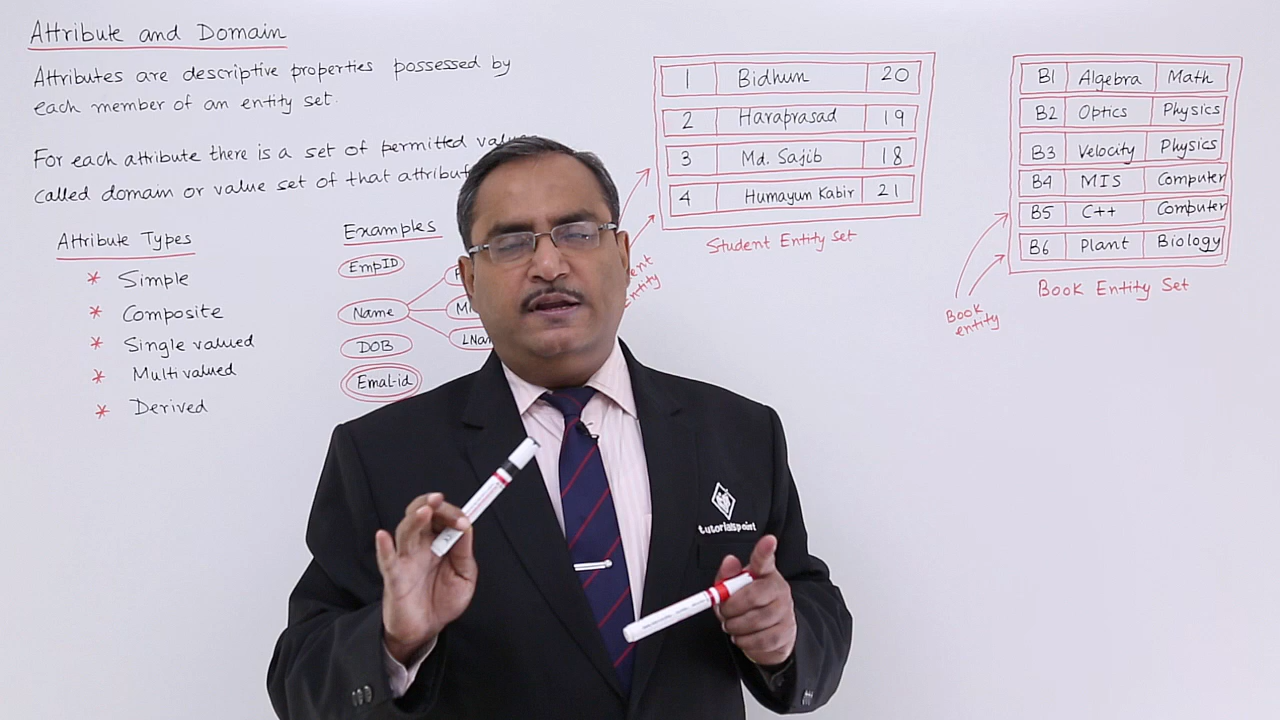 Attribute and Domain
Attributes are descriptive properties possessed by
each member of an entity set.
For each attribute there is a set of permitted
called domain or value set of that
Attribute Types
* Simple
* Composite
* Single valued
* Multivalued
* Derived
Examples
EmpID
Name
DOB
Emal-id
1 Bidhun 20
2 Haraprasad 19
3 Md. Sajib 18
4 Humayun Kabir 21
Student Entity Set
B1 Algebra Math
B2 Optics Physics
B3 Velocity Physics
B4 MIS Computer
B5 C++ Computer
B6 Plant Biology
Book Entity Set
Book
entity
tutorialspoint